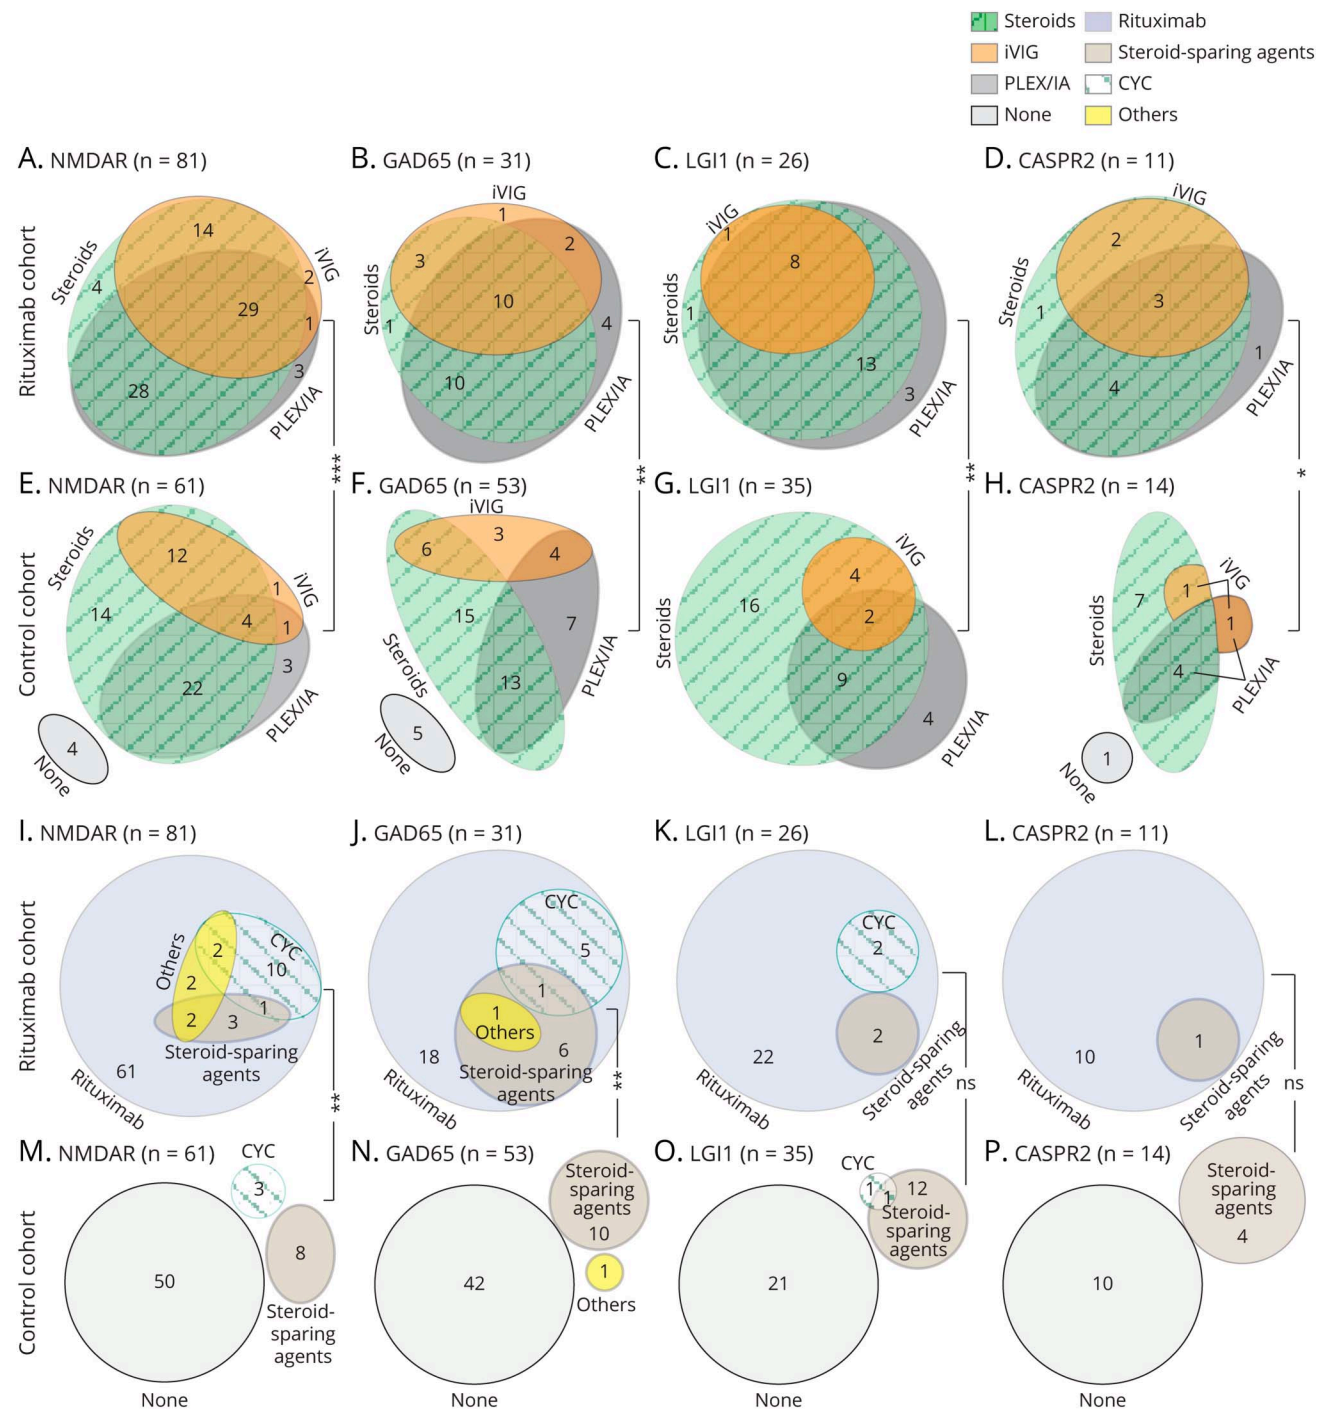 Steroids
Rituximab
iVIG
Steroid-sparing agents
PLEX/IA
CYC
None
Others
A. NMDAR (n = 81)
B. GAD65 (n = 31)
C. LGI1 (n = 26)
D. CASPR2 (n = 11)
Rituximab cohort
Steroids
iVIG
PLEX/IA
14
4
2
29
1
3
28
iVIG
Steroids
PLEX/IA
1
2
3
10
1
4
10
iVIG
Steroids
PLEX/IA
1
8
1
13
3
iVIG
Steroids
PLEX/IA
2
1
3
1
4
***
**
**
*
E. NMDAR (n = 61)
F. GAD65 (n = 53)
G. LGI1 (n = 35)
H. CASPR2 (n = 14)
Control cohort
Steroids
iVIG
PLEX/IA
None
12
1
14
4
1
3
22
4
iVIG
Steroids
PLEX/IA
None
3
6
4
15
7
13
5
iVIG
Steroids
PLEX/IA
4
16
2
9
4
iVIG
Steroids
PLEX/IA
None
1
7
1
4
1
I. NMDAR (n = 81)
J. GAD65 (n = 31)
K. LGI1 (n = 26)
L. CASPR2 (n = 11)
Rituximab cohort
Others
CYC
2
10
2
1
2
3
Steroid-sparing
agents
61
Rituximab
CYC
5
1
1
Others
6
18
Steroid-sparing
agents
Rituximab
CYC
2
2
22
Steroid-sparing
agents
Rituximab
1
10
Steroid-sparing
agents
Rituximab
**
**
ns
ns
M. NMDAR (n = 61)
N. GAD65 (n = 53)
O. LGI1 (n = 35)
P. CASPR2 (n = 14)
Control cohort
CYC
3
8
50
Steroid-
sparing
agents
None
Steroid-
sparing
agents
10
42
1
Others
None
CYC
1
1
12
Steroid-
sparing
agents
21
None
Steroid-
sparing
agents
4
10
None